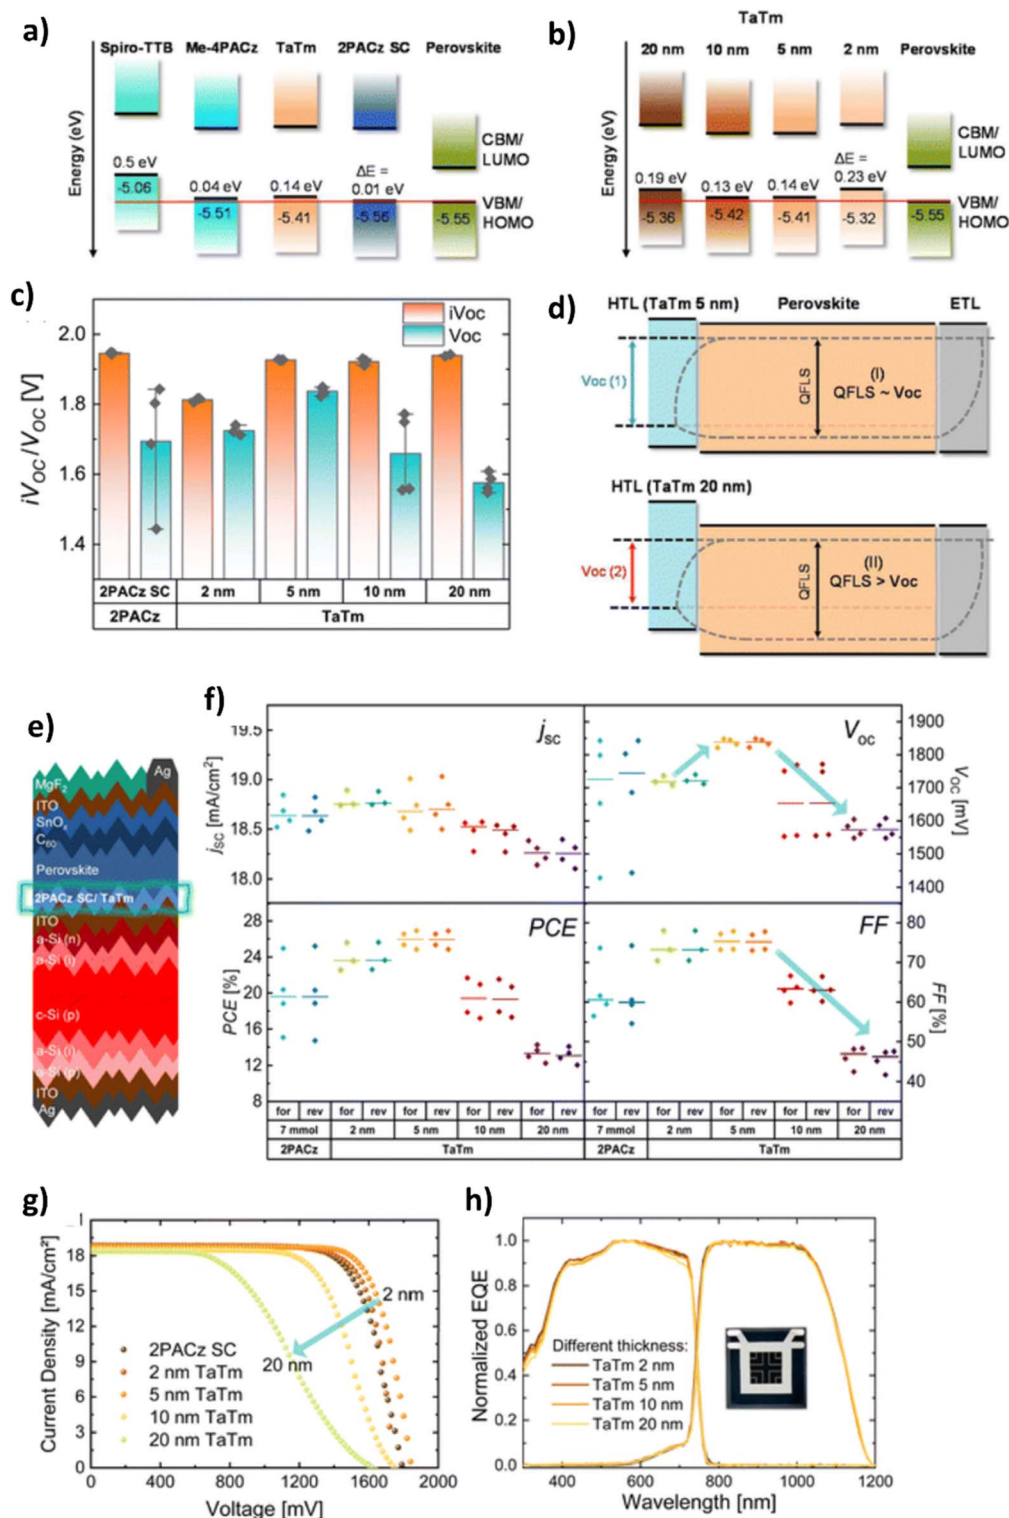 a)
Spiro-TTB Me-4PACz TaTm 2PACz SC Perovskite
Energy (eV)
CBM/
LUMO
0.5 eV
0.04 eV 0.14 eV ΔE =
0.01 eV
VBM/
HOMO
-5.06
-5.51 -5.41 -5.56 -5.55
b)
TaTm
20 nm 10 nm 5 nm 2 nm Perovskite
Energy (eV)
CBM/
LUMO
ΔE =
0.19 eV 0.13 eV 0.14 eV 0.23 eV
VBM/
HOMO
-5.36 -5.42 -5.41 -5.32 -5.55
c)
iVoc
Voc
iVOC/VOC [V]
2.0
1.8
1.6
1.4
2PACz SC 2 nm 5 nm 10 nm 20 nm
2PACz TaTm
d)
HTL (TaTm 5 nm) Perovskite ETL
Voc (1)
QFLS
(I)
QFLS ~ Voc
HTL (TaTm 20 nm)
Voc (2)
QFLS
(II)
QFLS > Voc
e)
Ag
MgF2
ITO
SnOx
C60
Perovskite
2PACz SC/ TaTm
ITO
a-Si (n)
a-Si (i)
c-Si (p)
a-Si (i)
a-Si (p)
ITO
Ag
f)
jsc [mA/cm²]
19.5
19.0
18.5
18.0
jsc
Voc
1900
1800
1700
1600
1500
1400
VOC [mV]
PCE [%]
28
24
20
16
12
8
PCE
FF
80
70
60
50
40
FF [%]
for rev for rev for rev for rev for rev for rev for rev for rev for rev for rev
7 mmol 2 nm 5 nm 10 nm 20 nm 7 mmol 2 nm 5 nm 10 nm 20 nm
2PACz TaTm 2PACz TaTm
g)
Current Density [mA/cm²]
18
15
12
9
6
3
0
2 nm
20 nm
2PACz SC
2 nm TaTm
5 nm TaTm
10 nm TaTm
20 nm TaTm
0 400 800 1200 1600 2000
Voltage [mV]
h)
Normalized EQE
1.0
0.8
0.6
0.4
0.2
0.0
Different thickness:
TaTm 2 nm
TaTm 5 nm
TaTm 10 nm
TaTm 20 nm
400 600 800 1000 1200
Wavelength [nm]